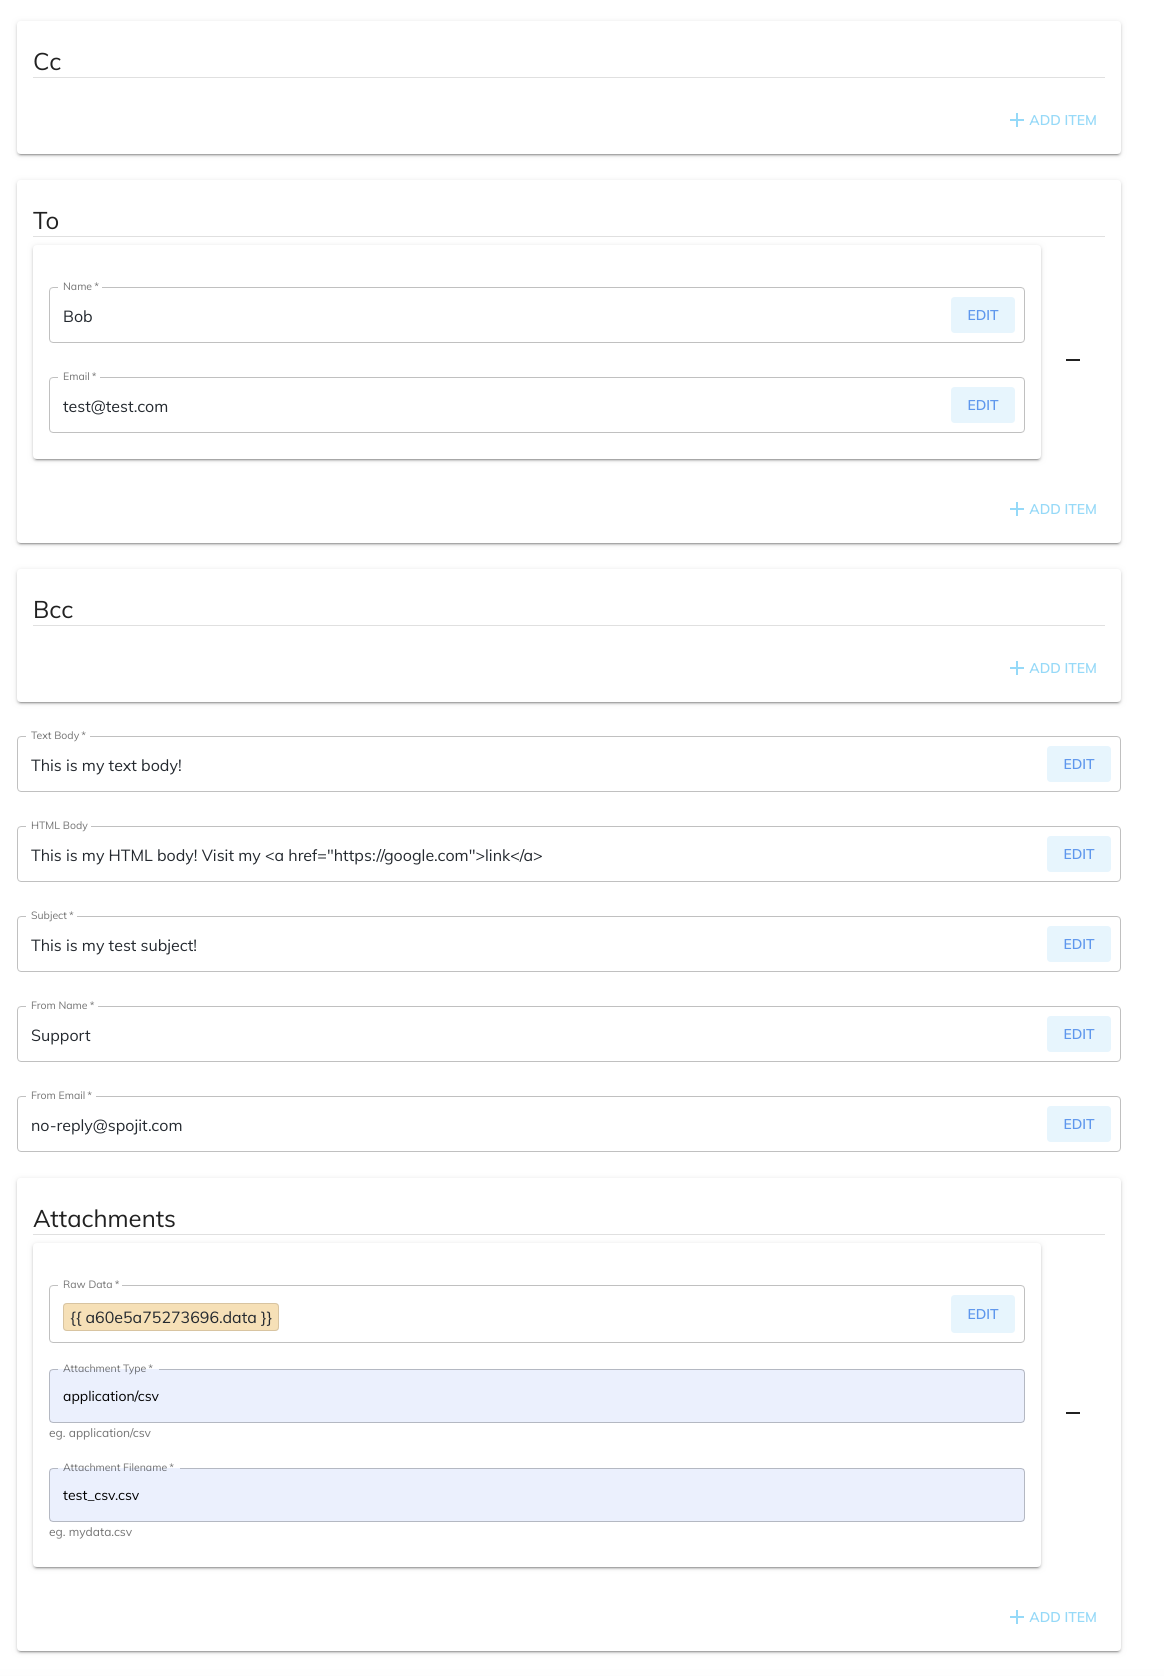 Cc
+ ADD ITEM
To
Name *
Bob
EDIT
Email *
test@test.com
EDIT
+ ADD ITEM
Bcc
+ ADD ITEM
Text Body *
This is my text body!
EDIT
HTML Body
This is my HTML body! Visit my <a href="https://google.com">link</a>
EDIT
Subject *
This is my test subject!
EDIT
From Name *
Support
EDIT
From Email *
no-reply@spojit.com
EDIT
Attachments
Raw Data *
{{ a60e5a75273696.data }}
EDIT
Attachment Type *
application/csv
eg. application/csv
Attachment Filename *
test_csv.csv
eg. mydata.csv
+ ADD ITEM